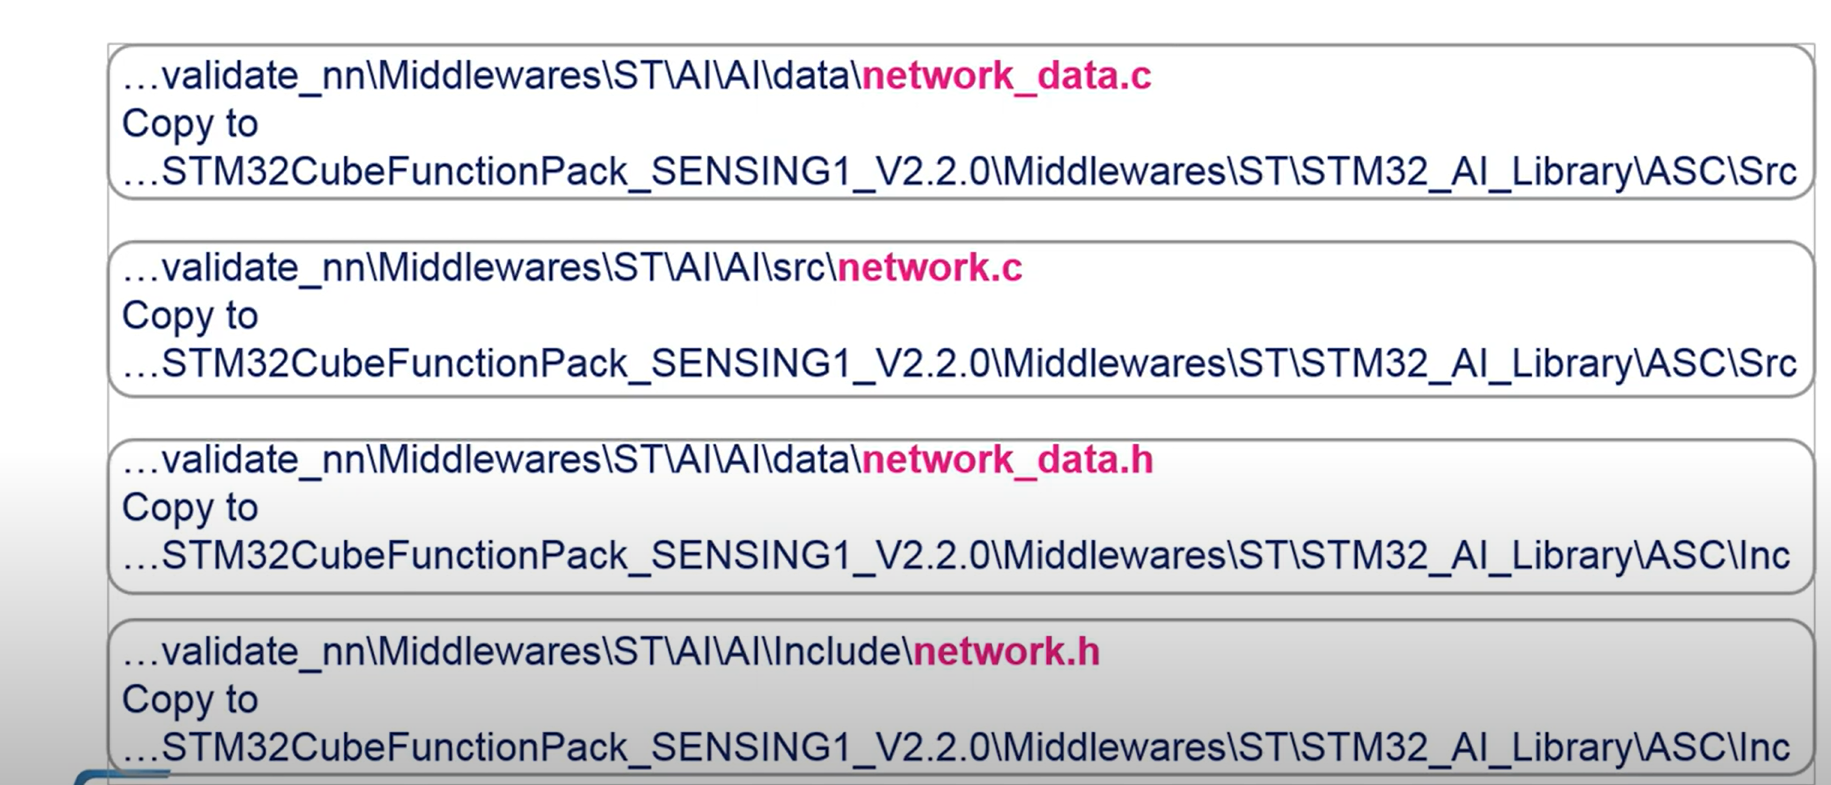 ...validate_nn\Middlewares\ST\AI\AI\data\network_data.c
Copy to
...STM32CubeFunctionPack_SENSING1_V2.2.0\Middlewares\ST\STM32_AI_Library\ASC\Src
...validate_nn\Middlewares\ST\AI\AI\src\network.c
Copy to
...STM32CubeFunctionPack_SENSING1_V2.2.0\Middlewares\ST\STM32_AI_Library\ASC\Src
...validate_nn\Middlewares\ST\AI\AI\data\network_data.h
Copy to
...STM32CubeFunctionPack_SENSING1_V2.2.0\Middlewares\ST\STM32_AI_Library\ASC\Inc
...validate_nn\Middlewares\ST\AI\AI\Include\network.h
Copy to
...STM32CubeFunctionPack_SENSING1_V2.2.0\Middlewares\ST\STM32_AI_Library\ASC\Inc